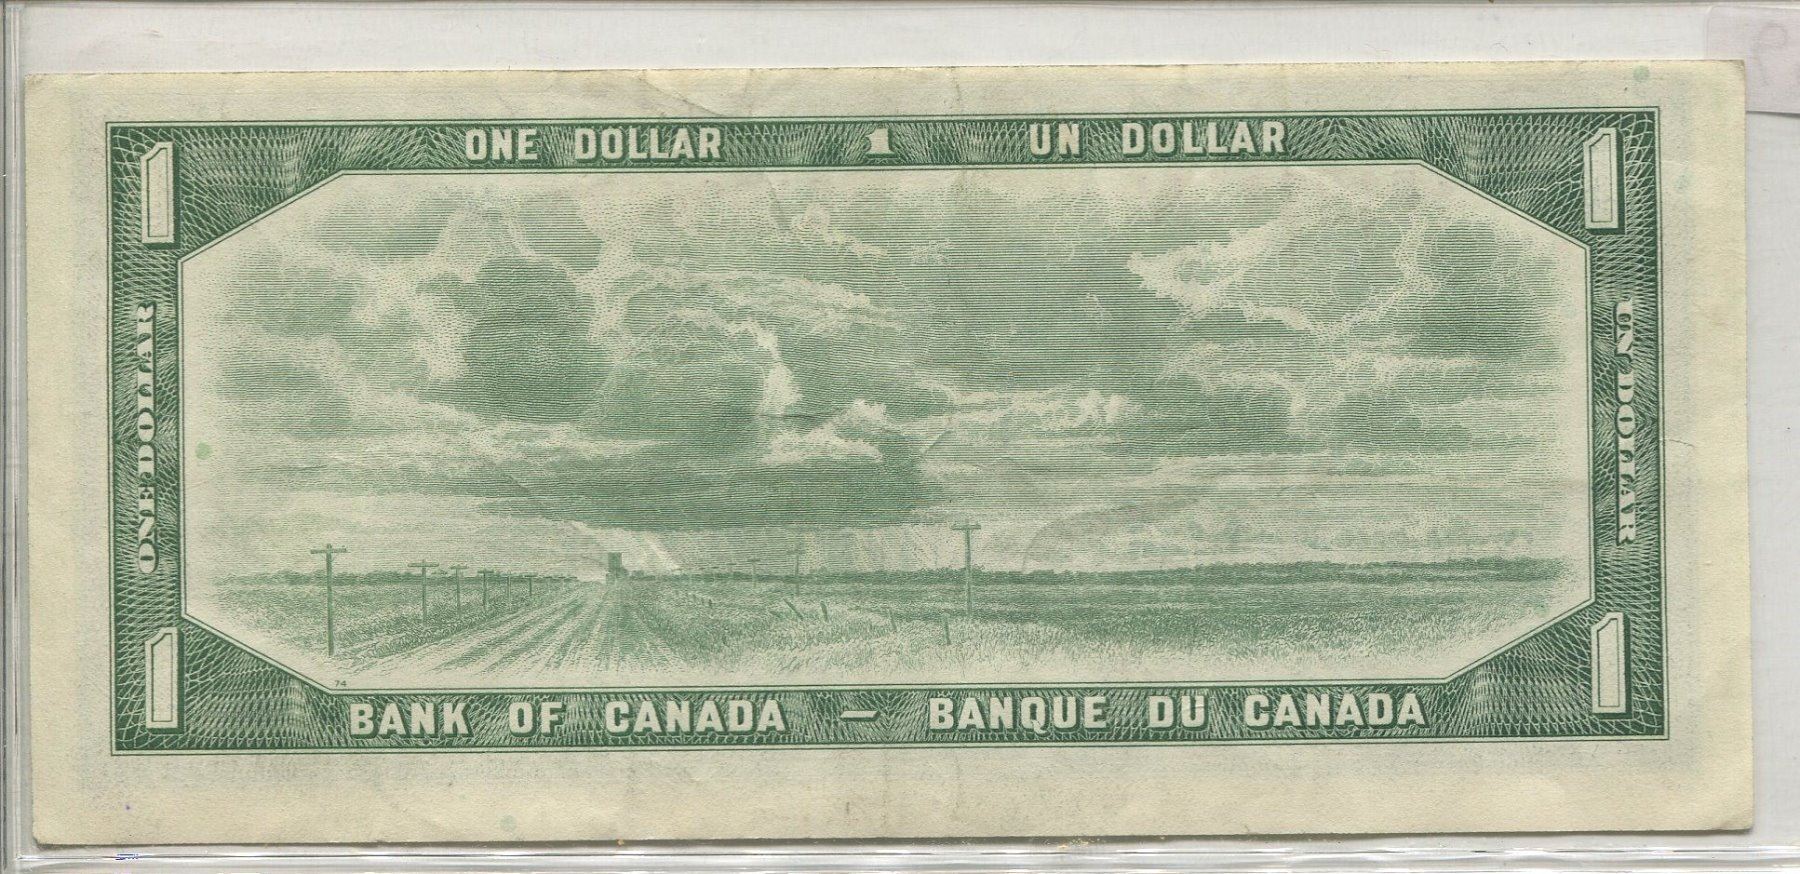 ONE DOLLAR 1 UN DOLLAR
1
1
ONE DOLLAR
UN DOLLAR
1
1
74
BANK OF CANADA — BANQUE DU CANADA